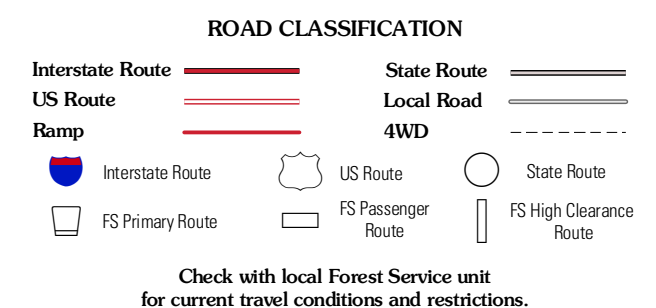 ROAD CLASSIFICATION
Interstate Route
State Route
US Route
Local Road
Ramp
4WD
Interstate Route
US Route
State Route
FS Primary Route
FS Passenger
Route
FS High Clearance
Route
Check with local Forest Service unit
for current travel conditions and restrictions.